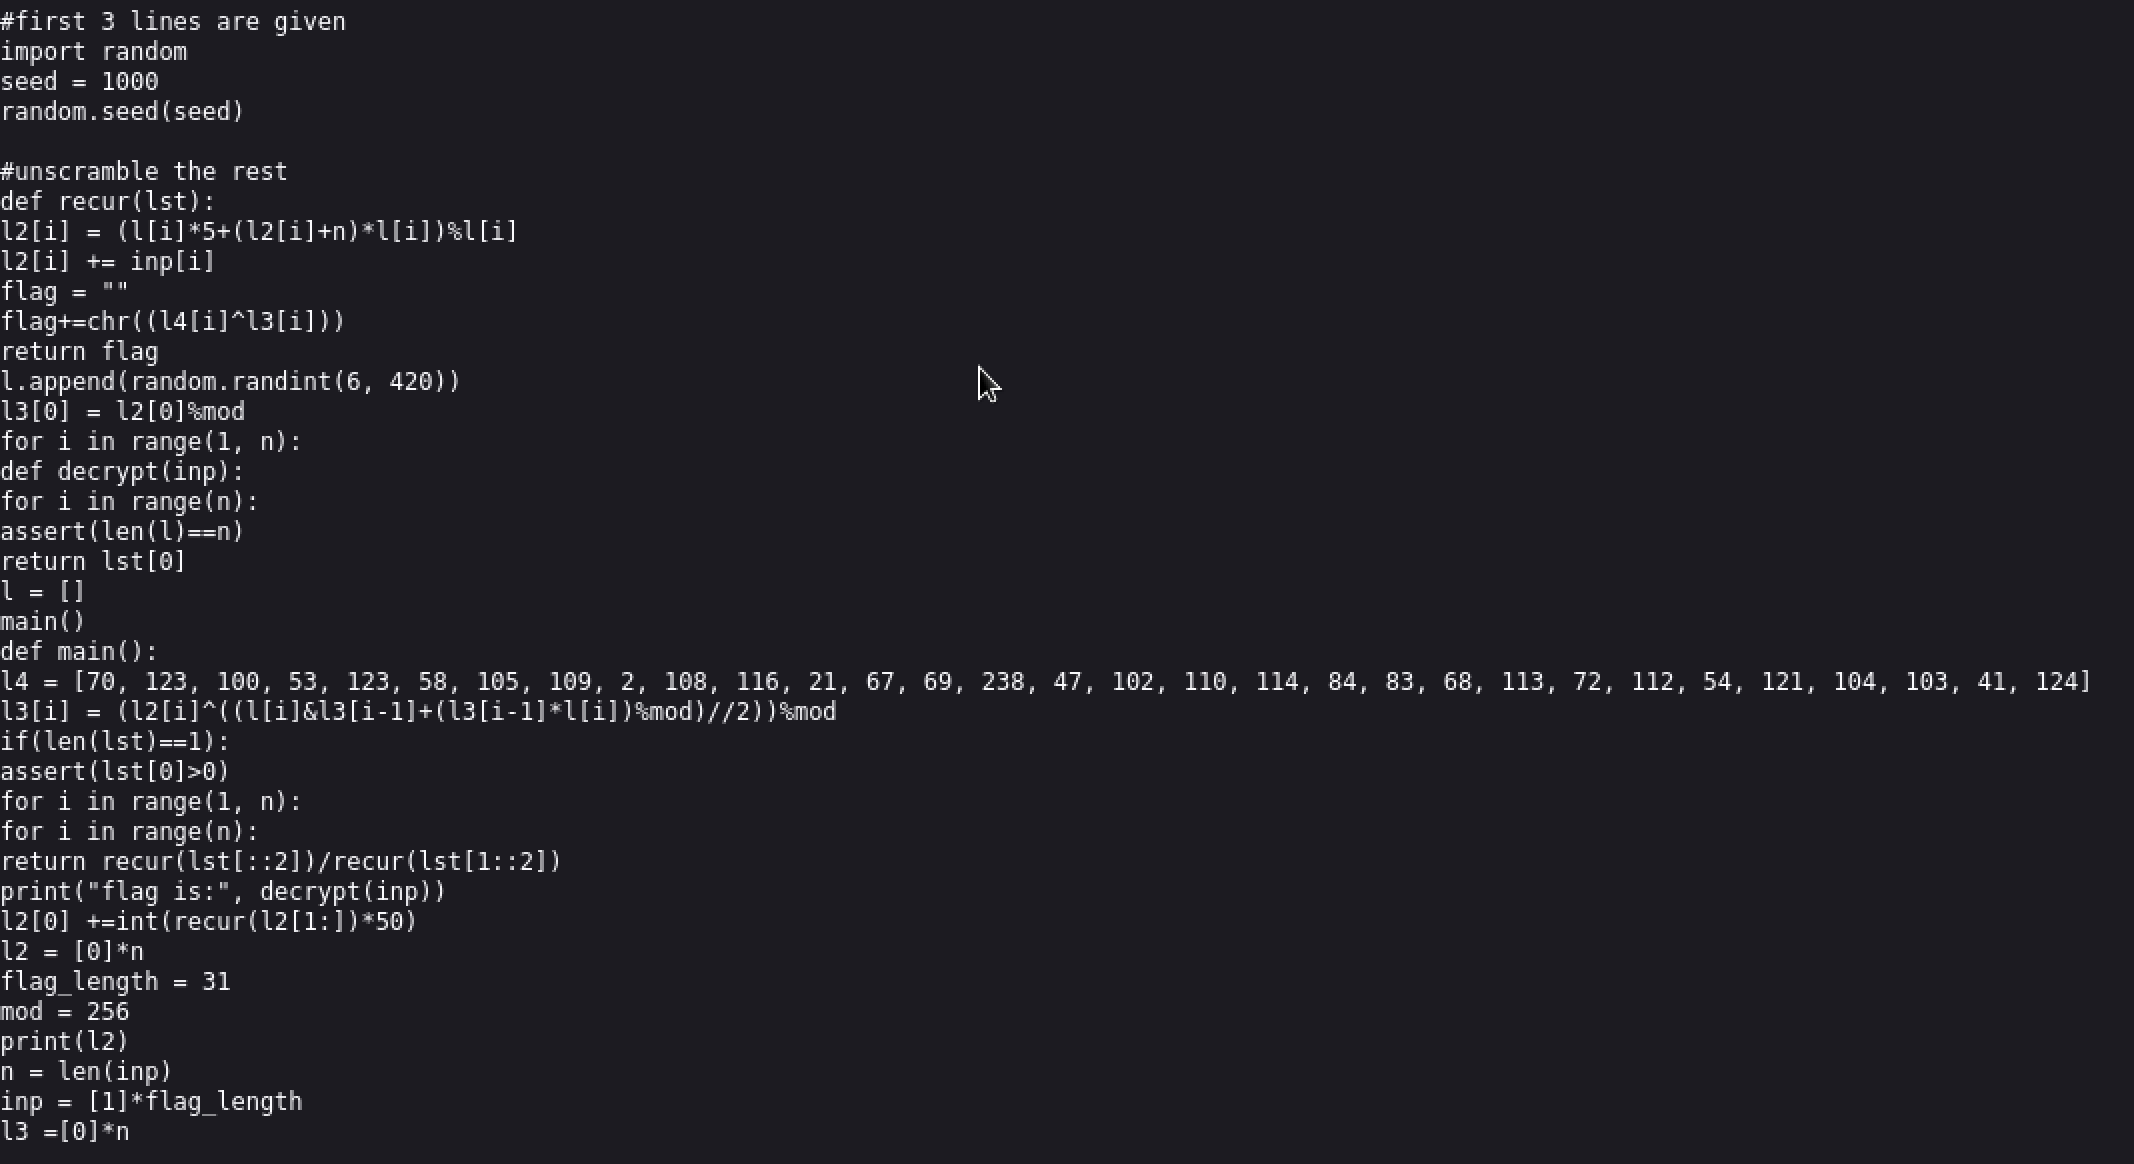 #first 3 lines are given
import random
seed = 1000
random.seed(seed)
#unscramble the rest
def recur(lst):
l2[i] = (l[i]*5+(l2[i]+n)*l[i])%l[i]
l2[i] += inp[i]
flag = ""
flag+=chr((l4[i]^l3[i]))
return flag
l.append(random.randint(6, 420))
l3[0] = l2[0]%mod
for i in range(1, n):
def decrypt(inp):
for i in range(n):
assert(len(l)==n)
return lst[0]
l = []
main()
def main():
l4 = [70, 123, 100, 53, 123, 58, 105, 109, 2, 108, 116, 21, 67, 69, 238, 47, 102, 110, 114, 84, 83, 68, 113, 72, 112, 54, 121, 104, 103, 41, 124]
l3[i] = (l2[i]^((l[i]&l3[i-1]+(l3[i-1]*l[i])%mod)//2))%mod
if(len(lst)==1):
assert(lst[0]>0)
for i in range(1, n):
for i in range(n):
return recur(lst[::2])/recur(lst[1::2])
print("flag is:", decrypt(inp))
l2[0] +=int(recur(l2[1:])*50)
l2 = [0]*n
flag_length = 31
mod = 256
print(l2)
n = len(inp)
inp = [1]*flag_length
l3 =[0]*n